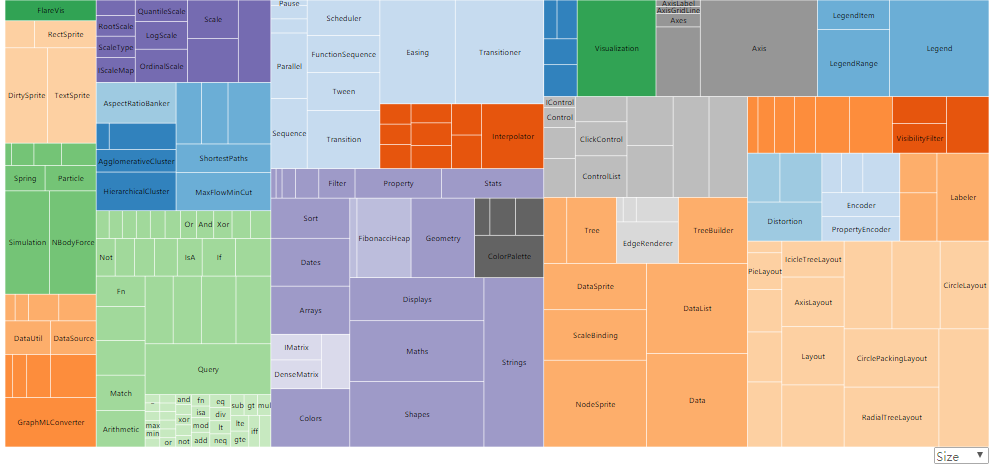 FlareVis
RectSprite
DirtySprite
TextSprite
Spring
Particle
Simulation
NBodyForce
DataUtil
DataSource
GraphMLConverter
RootScale
ScaleType
IScaleMap
QuantileScale
LogScale
OrdinalScale
Scale
AspectRatioBanker
AgglomerativeCluster
HierarchicalCluster
ShortestPaths
MaxFlowMinCut
Or
And
Xor
Not
IsA
If
Fn
Query
Match
Arithmetic
_
max
min
or
and
xor
not
fn
isa
mod
add
eq
div
lt
neq
sub
lte
gte
gt
iff
mul
Pause
Parallel
Sequence
Scheduler
FunctionSequence
Tween
Transition
Easing
Transitioner
Interpolator
Filter
Property
Stats
Sort
Dates
Arrays
IMatrix
DenseMatrix
Colors
FibonacciHeap
Geometry
ColorPalette
Displays
Maths
Shapes
Strings
Visualization
AxisLabel
AxisGridLine
Axes
Axis
LegendItem
LegendRange
Legend
IControl
Control
ClickControl
ControlList
Tree
EdgeRenderer
TreeBuilder
DataSprite
ScaleBinding
NodeSprite
DataList
Data
VisibilityFilter
Distortion
Encoder
PropertyEncoder
Labeler
PieLayout
IcicleTreeLayout
AxisLayout
Layout
CirclePackingLayout
RadialTreeLayout
CircleLayout
Size